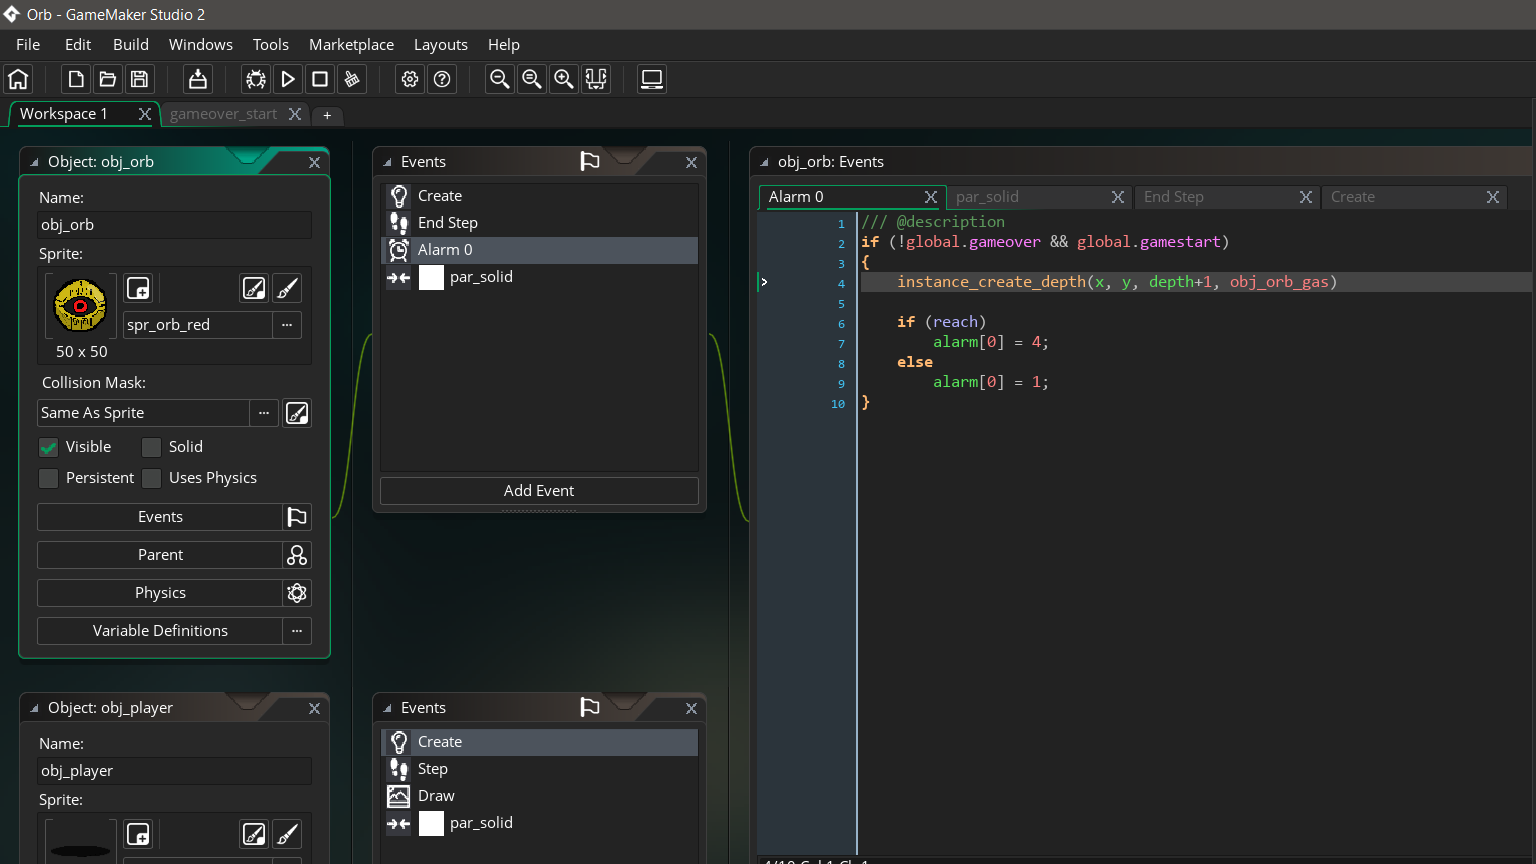 Orb - GameMaker Studio 2
File Edit Build Windows Tools Marketplace Layouts Help
Workspace 1 gameover_start +
Object: obj_orb
Name:
obj_orb
Sprite:
spr_orb_red ...
50 x 50
Collision Mask:
Same As Sprite ...
Visible Solid
Persistent Uses Physics
Events
Parent
Physics
Variable Definitions ...
Events
Create
End Step
Alarm 0
par_solid
Add Event
obj_orb: Events
Alarm 0 par_solid End Step Create
1 /// @description
2 if (!global.gameover && global.gamestart)
3 {
4 instance_create_depth(x, y, depth+1, obj_orb_gas)
5
6 if (reach)
7 alarm[0] = 4;
8 else
9 alarm[0] = 1;
10 }
Object: obj_player
Name:
obj_player
Sprite:
Events
Create
Step
Draw
par_solid